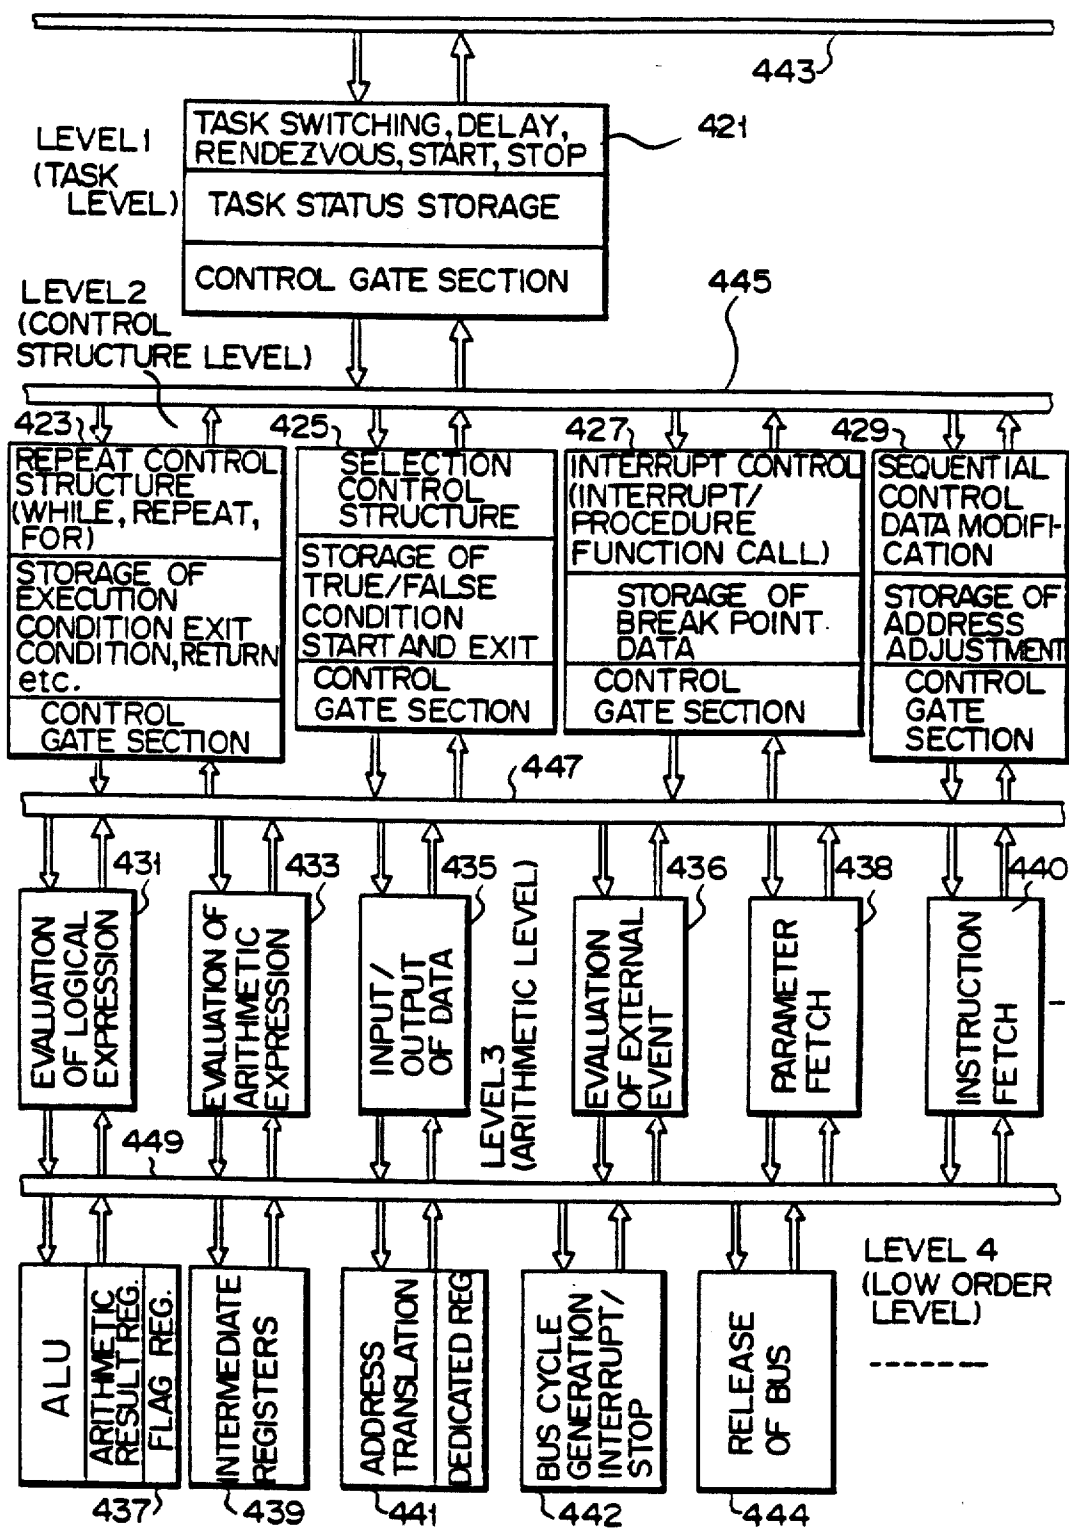 443
LEVEL 1
(TASK
LEVEL)
TASK SWITCHING, DELAY,
RENDEZVOUS, START, STOP
421
TASK STATUS STORAGE
CONTROL GATE SECTION
LEVEL 2
(CONTROL
STRUCTURE LEVEL)
445
423
REPEAT CONTROL
STRUCTURE
(WHILE, REPEAT,
FOR)
STORAGE OF
EXECUTION
CONDITION EXIT
CONDITION, RETURN
etc.
CONTROL
GATE SECTION
425
SELECTION
CONTROL
STRUCTURE
STORAGE OF
TRUE/FALSE
CONDITION
START AND EXIT
CONTROL
GATE SECTION
427
INTERRUPT CONTROL
(INTERRUPT/
PROCEDURE
FUNCTION CALL)
STORAGE OF
BREAK POINT
DATA
CONTROL
GATE SECTION
429
SEQUENTIAL
CONTROL
DATA MODIFI-
CATION
STORAGE OF
ADDRESS
ADJUSTMENT
CONTROL
GATE
SECTION
447
431
EVALUATION
OF LOGICAL
EXPRESSION
433
EVALUATION OF
ARITHMETIC
EXPRESSION
435
INPUT/
OUTPUT
OF DATA
LEVEL 3
(ARITHMETIC LEVEL)
436
EVALUATION
OF EXTERNAL
EVENT
438
PARAMETER
FETCH
440
INSTRUCTION
FETCH
449
ALU
ARITHMETIC
RESULT REG.
FLAG REG.
437
INTERMEDIATE
REGISTERS
439
ADDRESS
TRANSLATION
DEDICATED REG
441
BUS CYCLE
GENERATION
INTERRUPT/
STOP
442
RELEASE
OF BUS
444
LEVEL 4
(LOW ORDER
LEVEL)